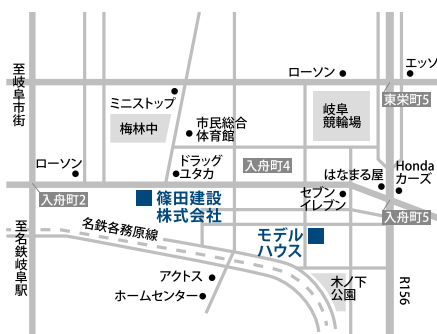 至岐阜市街
ローソン
エッソ
東栄町5
ミニストップ
梅林中
市民総合
体育館
岐阜
競輪場
ローソン
ドラッグ
ユタカ
入舟町4
はなまる屋
Honda
カーズ
入舟町2
篠田建設
株式会社
セブン
イレブン
入舟町5
至名鉄岐阜駅
名鉄各務原線
モデル
ハウス
アクトス
ホームセンター
木ノ下
公園
R156